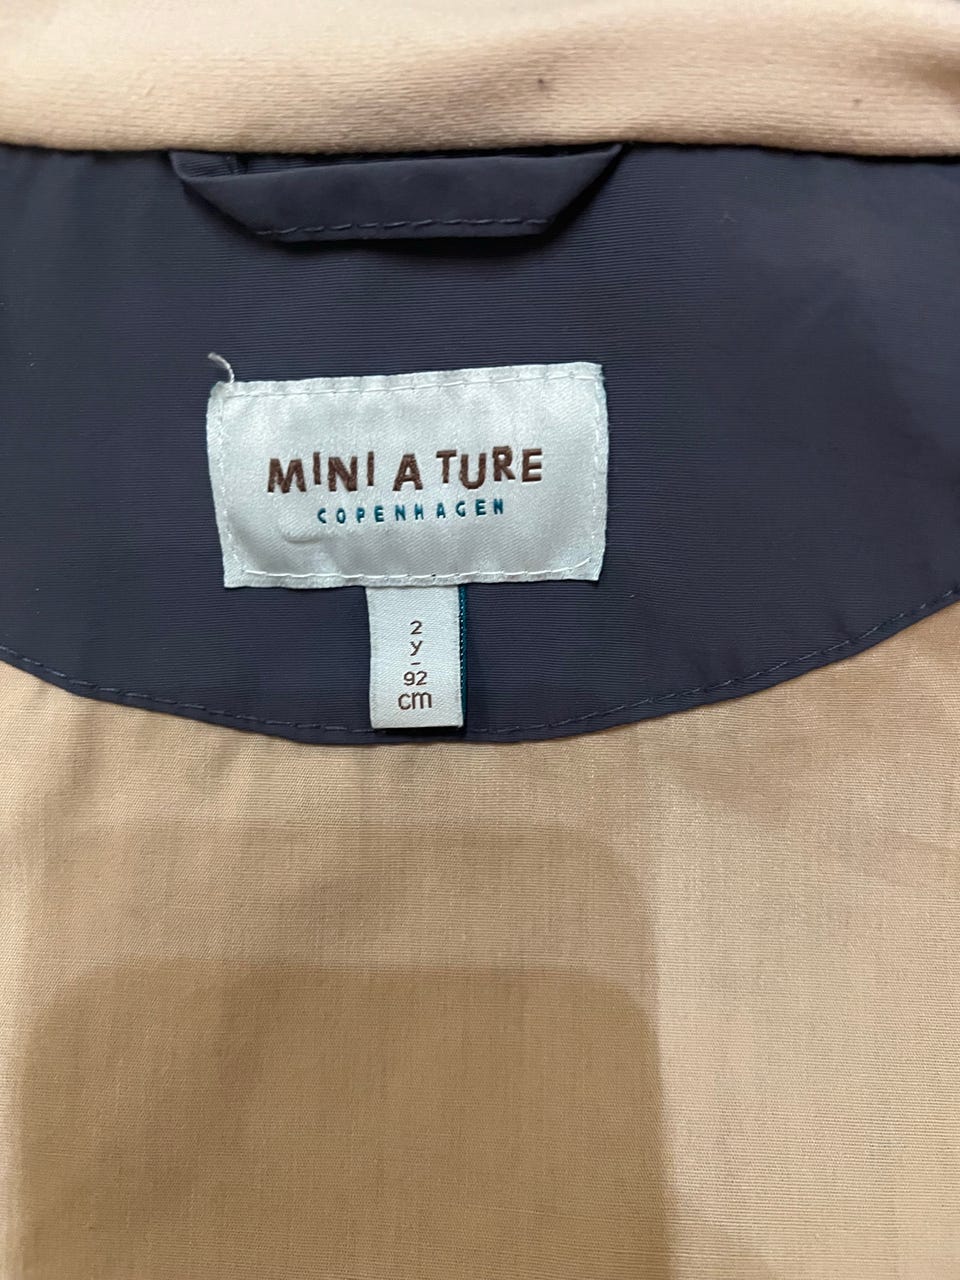 MINI A TURE
COPENHAGEN
2
y
-
92
cm